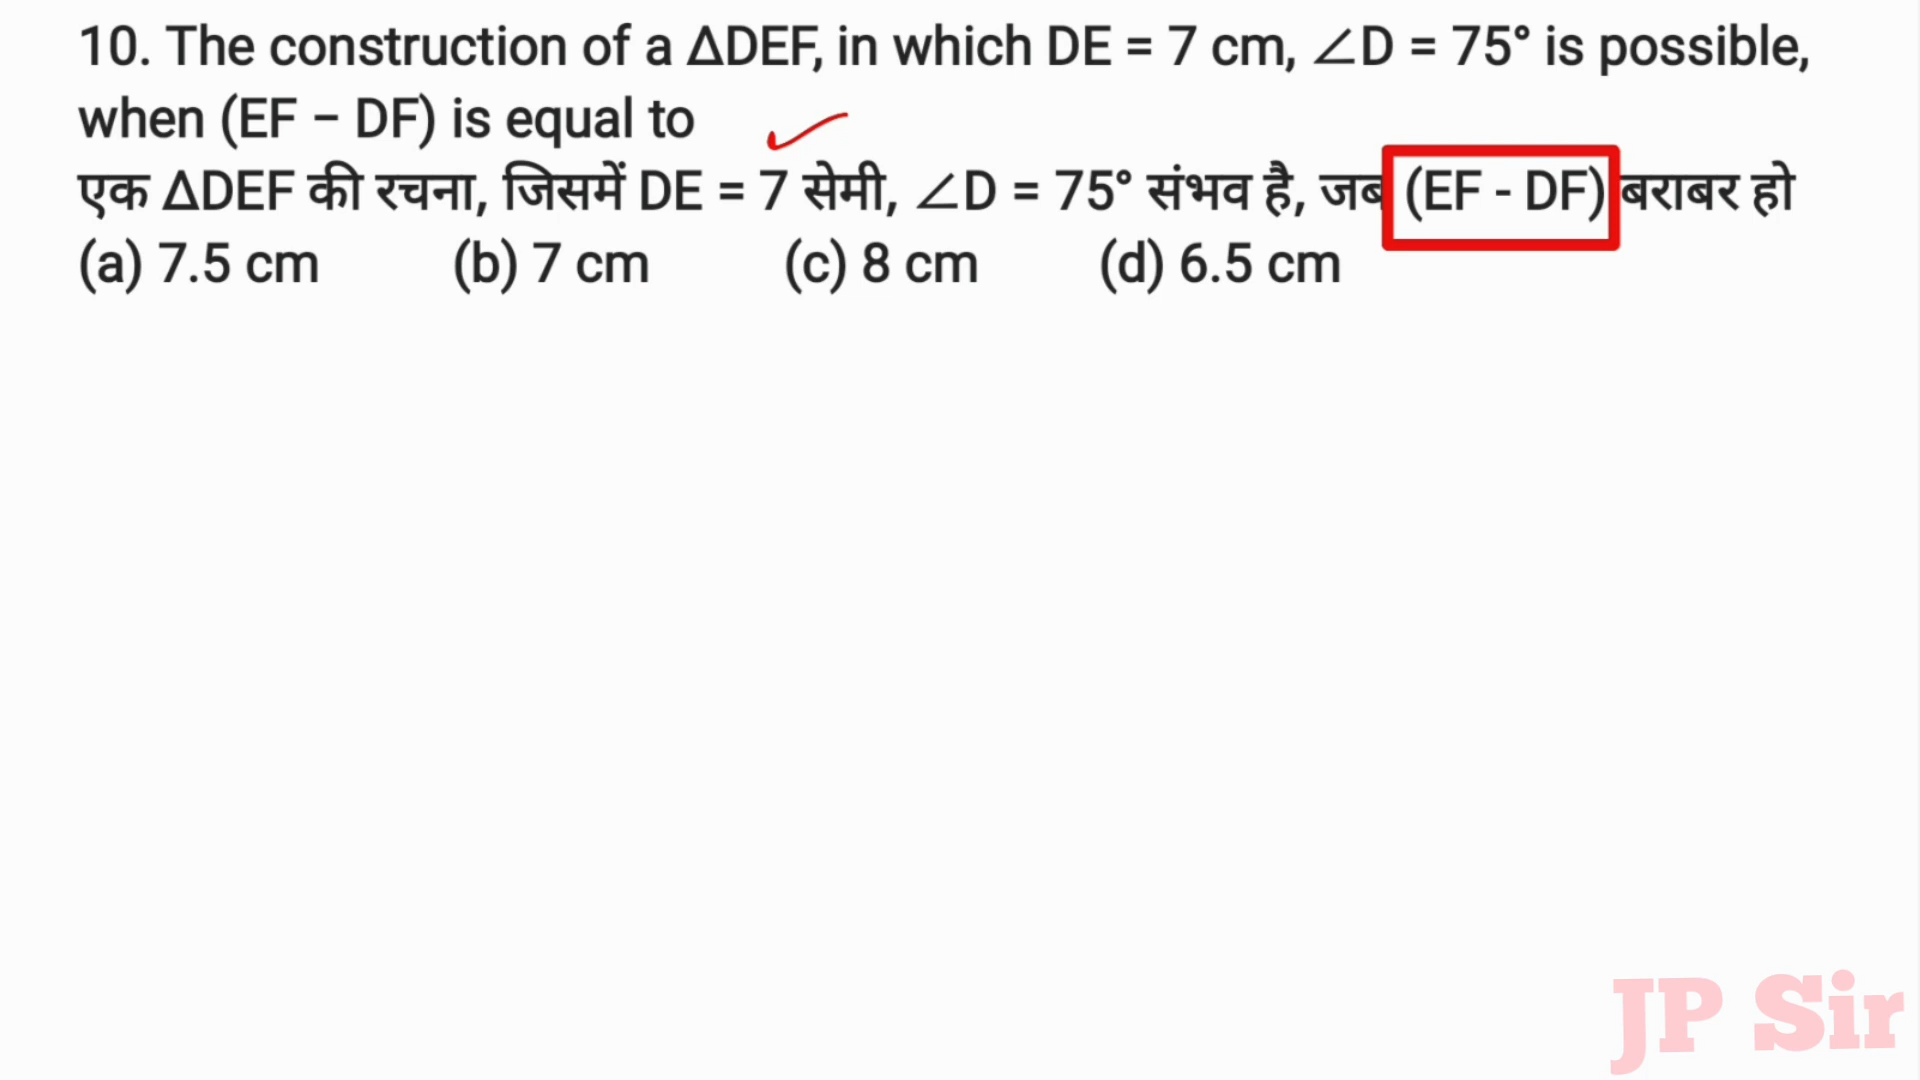 10. The construction of a ΔDEF, in which DE = 7 cm, ∠D = 75° is possible,
when (EF – DF) is equal to
एक ΔDEF की रचना, जिसमें DE = 7 सेमी, ∠D = 75° संभव है, जब (EF - DF) बराबर हो
(a) 7.5 cm (b) 7 cm (c) 8 cm (d) 6.5 cm
JP Sir